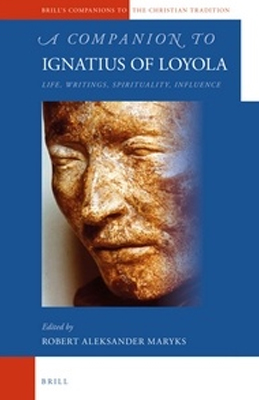 BRILL'S COMPANIONS TO THE CHRISTIAN TRADITION
A COMPANION TO
IGNATIUS OF LOYOLA
LIFE, WRITINGS, SPIRITUALITY, INFLUENCE
Edited by
ROBERT ALEKSANDER MARYKS
BRILL